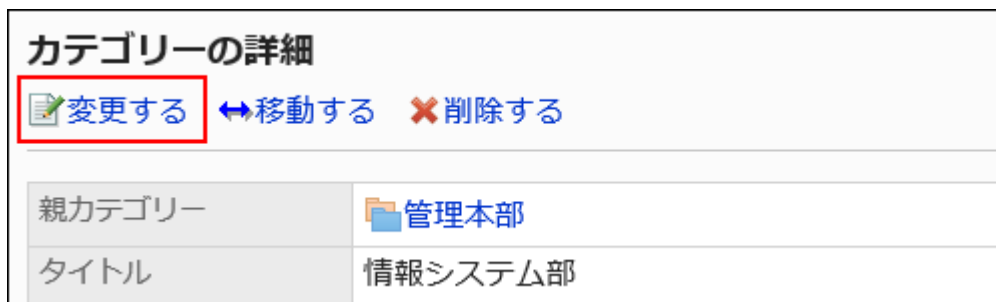 カテゴリーの詳細
変更する 移動する 削除する
親カテゴリー 管理本部
タイトル 情報システム部